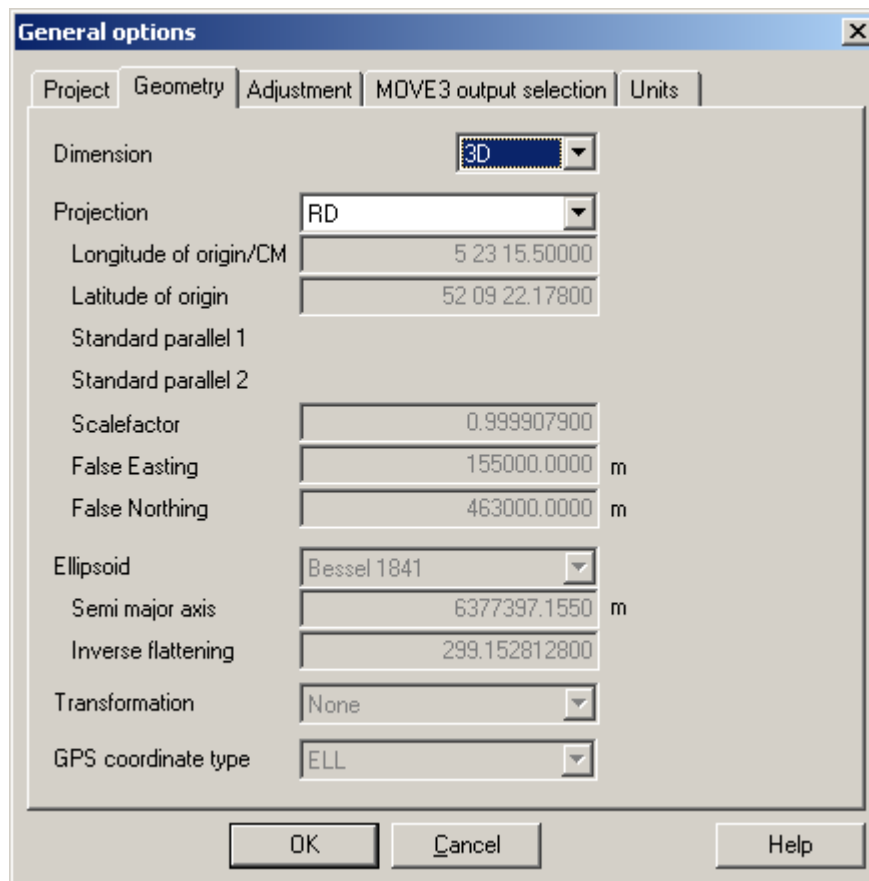 General options
Project Geometry Adjustment MOVE3 output selection Units
Dimension 3D
Projection RD
Longitude of origin/CM 5 23 15.50000
Latitude of origin 52 09 22.17800
Standard parallel 1
Standard parallel 2
Scalefactor 0.999907900
False Easting 155000.0000 m
False Northing 463000.0000 m
Ellipsoid Bessel 1841
Semi major axis 6377397.1550 m
Inverse flattening 299.152812800
Transformation None
GPS coordinate type ELL
OK Cancel Help